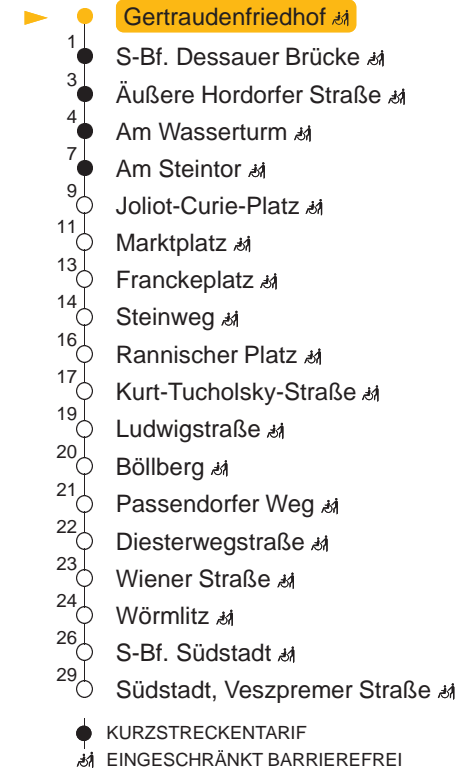 Gertraudenfriedhof
1
S-Bf. Dessauer Brücke
3
Äußere Hordorfer Straße
4
Am Wasserturm
7
Am Steintor
9
Joliot-Curie-Platz
11
Marktplatz
13
Franckeplatz
14
Steinweg
16
Rannischer Platz
17
Kurt-Tucholsky-Straße
19
Ludwigstraße
20
Böllberg
21
Passendorfer Weg
22
Diesterwegstraße
23
Wiener Straße
24
Wörmlitz
26
S-Bf. Südstadt
29
Südstadt, Veszpremer Straße
KURZSTRECKENTARIF
EINGESCHRÄNKT BARRIEREFREI